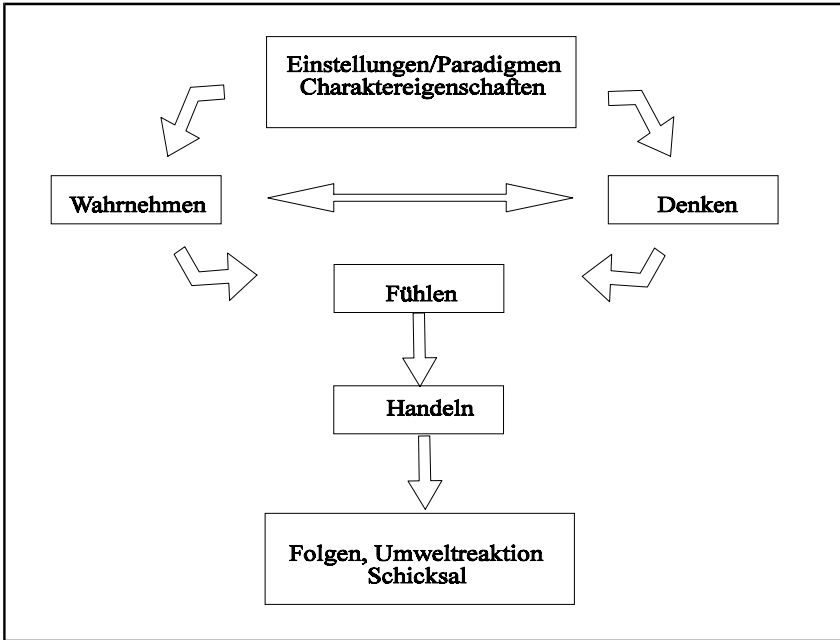 Einstellungen/Paradigmen
Charaktereigenschaften
Wahrnehmen
Denken
Fühlen
Handeln
Folgen, Umweltreaktion
Schicksal